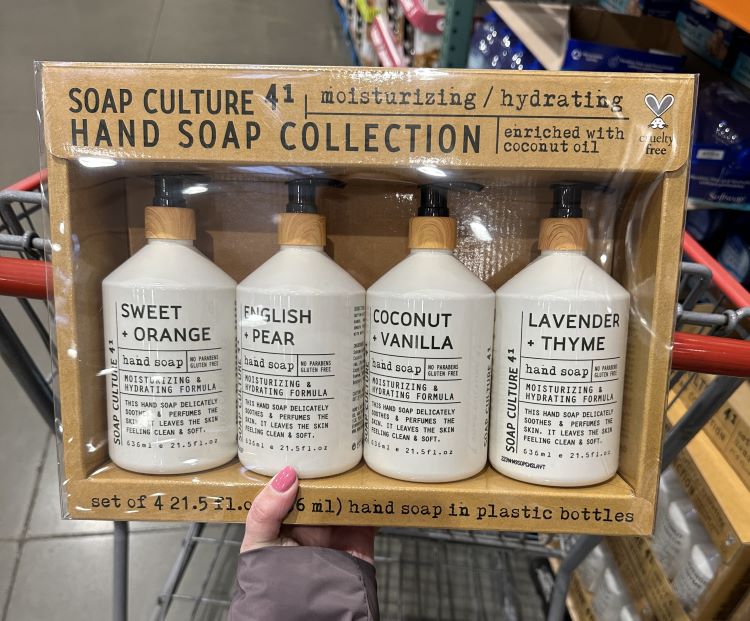 SOAP CULTURE 41
moisturizing / hydrating
HAND SOAP COLLECTION
enriched with
coconut oil
cruelty
free
SWEET
+ ORANGE
hand soap
NO PARABENS
GLUTEN FREE
MOISTURIZING &
HYDRATING FORMULA
THIS HAND SOAP DELICATELY
SOOTHES & PERFUMES THE
SKIN. IT LEAVES THE SKIN
FEELING CLEAN & SOFT.
636ml e 21.5fl.oz
SOAP CULTURE 41
ENGLISH
+ PEAR
hand soap
NO PARABENS
GLUTEN FREE
MOISTURIZING &
HYDRATING FORMULA
THIS HAND SOAP DELICATELY
SOOTHES & PERFUMES THE
SKIN. IT LEAVES THE SKIN
FEELING CLEAN & SOFT.
636ml e 21.5fl.oz
COCONUT
+ VANILLA
hand soap
NO PARABENS
GLUTEN FREE
MOISTURIZING &
HYDRATING FORMULA
THIS HAND SOAP DELICATELY
SOOTHES & PERFUMES THE
SKIN. IT LEAVES THE SKIN
FEELING CLEAN & SOFT.
636ml e 21.5fl.oz
LAVENDER
+ THYME
hand soap
NO PARABENS
GLUTEN FREE
MOISTURIZING &
HYDRATING FORMULA
THIS HAND SOAP DELICATELY
SOOTHES & PERFUMES THE
SKIN. IT LEAVES THE SKIN
FEELING CLEAN & SOFT.
636ml e 21.5fl.oz
SOAP CULTURE 41
set of 4 21.5 fl.o 6 ml) hand soap in plastic bottles